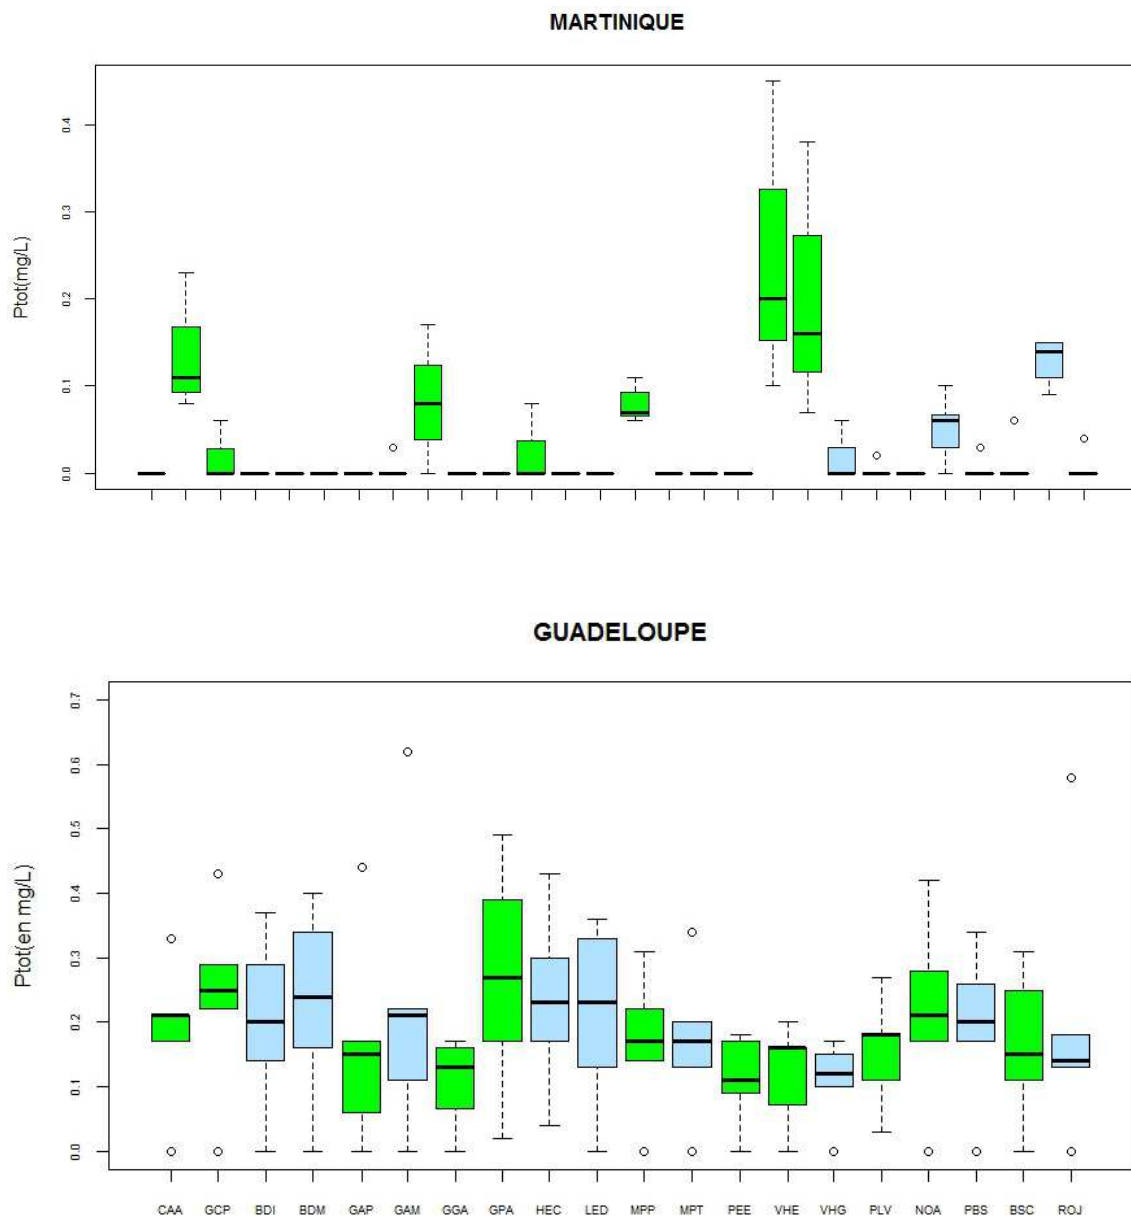 MARTINIQUE
Ptot(mg/L)
0.4
0.3
0.2
0.1
0.0
GUADELOUPE
Ptot(en mg/L)
0.7
0.6
0.5
0.4
0.3
0.2
0.1
0.0
CAA GCP BDI BDM GAP GAM GGA GPA HEC LED MPP MPT PEE VHE VHG PLV NOA PBS BSC ROJ